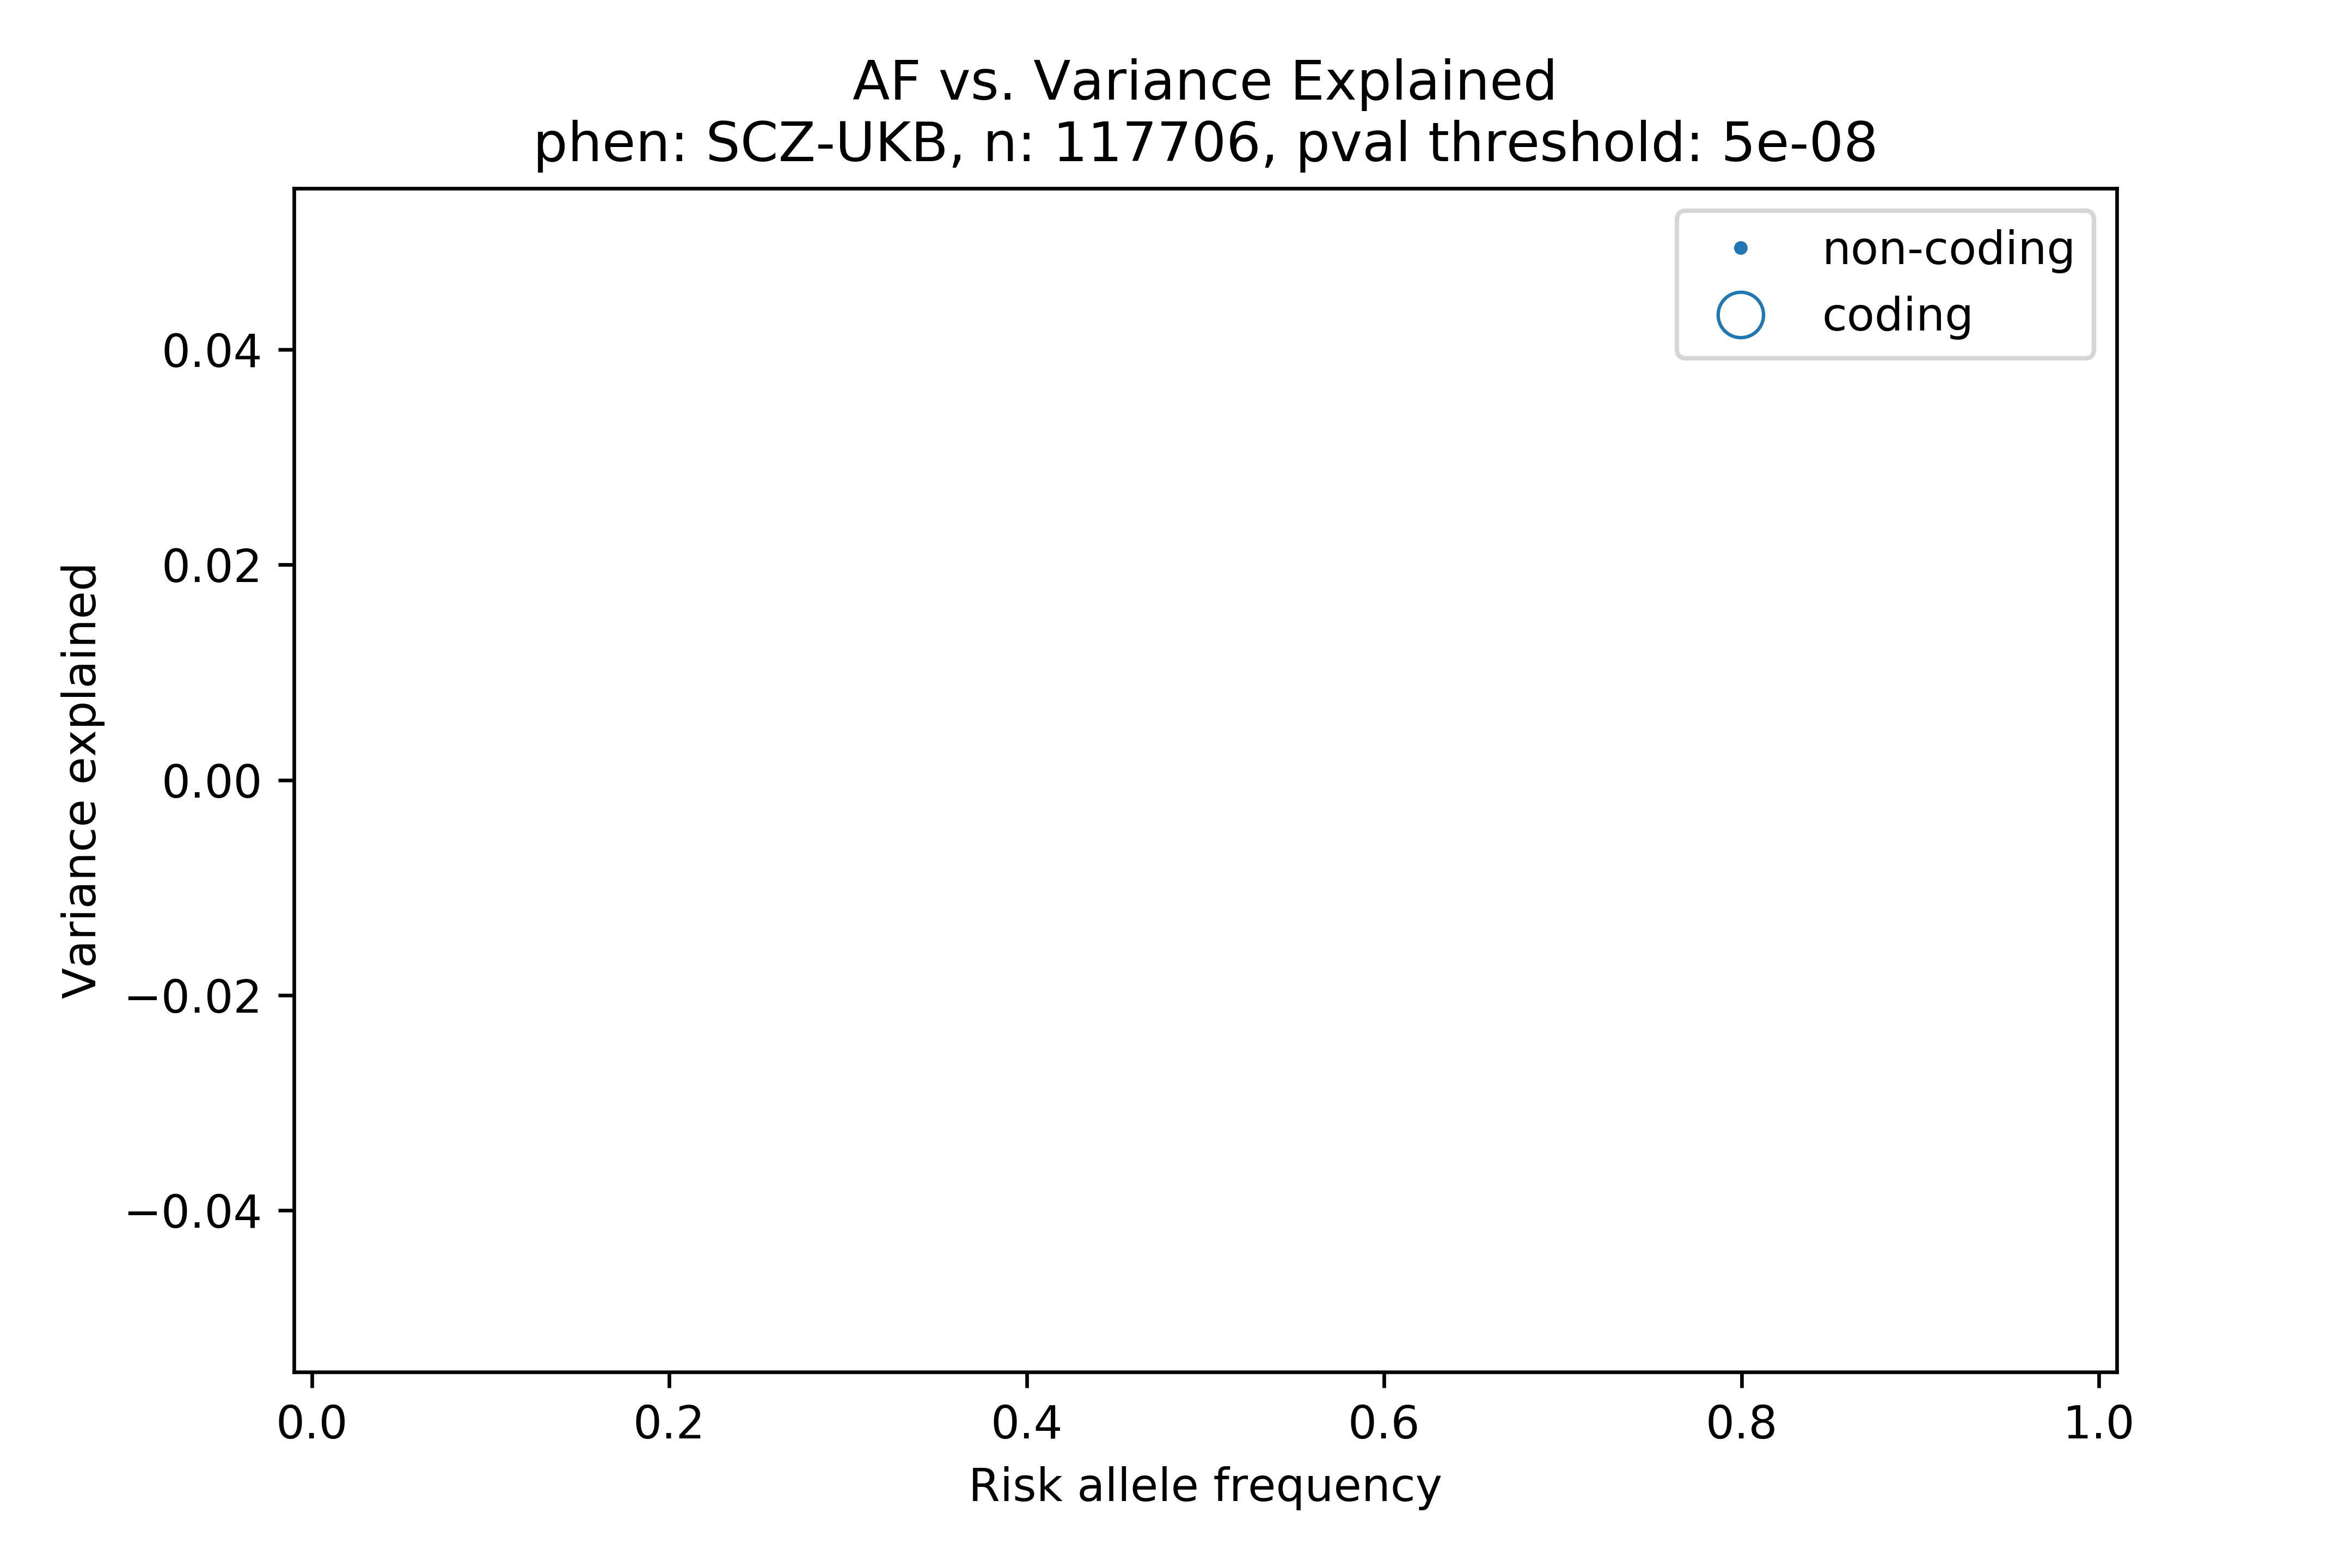 AF vs. Variance Explained
phen: SCZ-UKB, n: 117706, pval threshold: 5e-08
non-coding
coding
Variance explained
0.04
0.02
0.00
−0.02
−0.04
0.0 0.2 0.4 0.6 0.8 1.0
Risk allele frequency